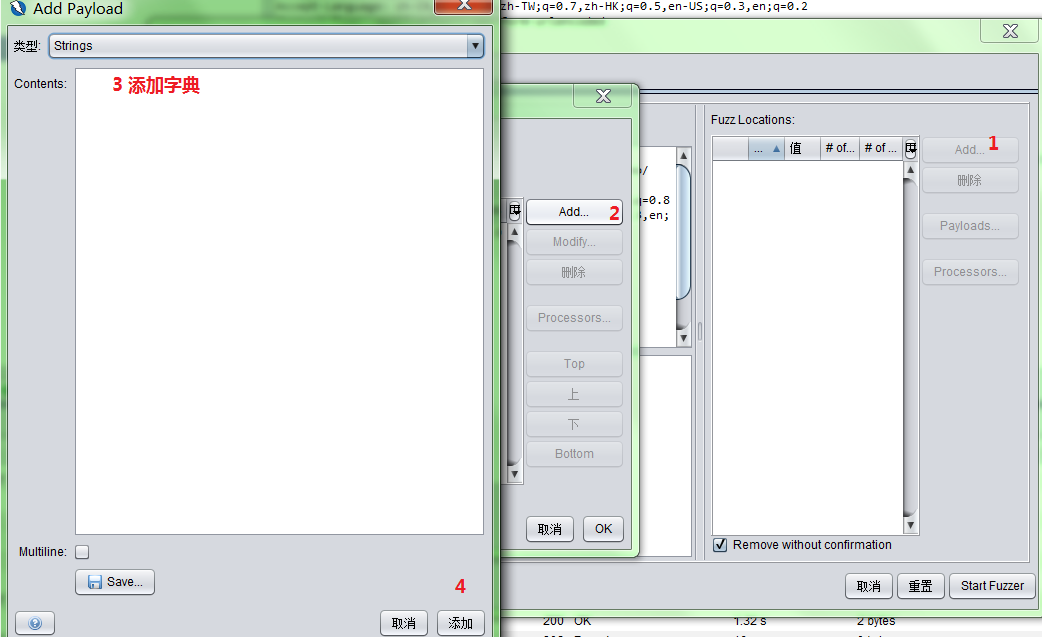 Add Payload
zh-TW;q=0.7,zh-HK;q=0.5,en-US;q=0.3,en;q=0.2
类型:
Strings
Contents:
3 添加字典
Multiline:
Save...
4
取消
添加
Add...
2
Modify...
删除
Processors...
Top
上
下
Bottom
取消
OK
/
q=0.8
,en;
Fuzz Locations:
...
值
# of...
# of ...
Add...
1
删除
Payloads...
Processors...
Remove without confirmation
取消
重置
Start Fuzzer
200 OK
1.32 s
2 bytes